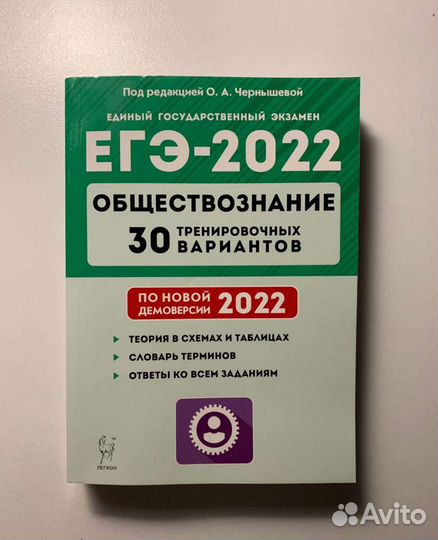 Под редакцией О. А. Чернышевой
ЕДИНЫЙ ГОСУДАРСТВЕННЫЙ ЭКЗАМЕН
ЕГЭ-2022
ОБЩЕСТВОЗНАНИЕ
30 ТРЕНИРОВОЧНЫХ
ВАРИАНТОВ
ПО НОВОЙ
ДЕМОВЕРСИИ 2022
ТЕОРИЯ В СХЕМАХ И ТАБЛИЦАХ
СЛОВАРЬ ТЕРМИНОВ
ОТВЕТЫ КО ВСЕМ ЗАДАНИЯМ
ЛЕГИОН
Avito